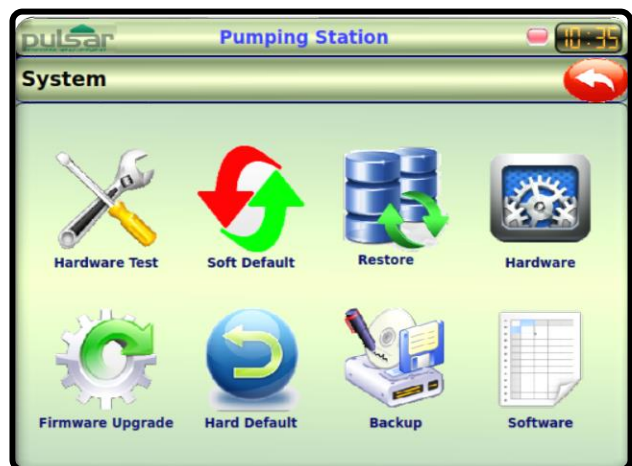 pulsar
Pumping Station
10:35
System
Hardware Test
Soft Default
Restore
Hardware
Firmware Upgrade
Hard Default
Backup
Software